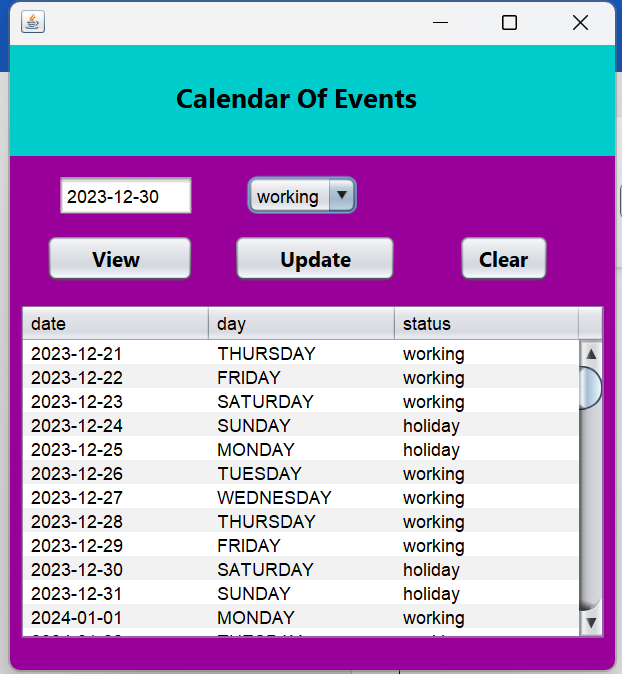 Calendar Of Events
2023-12-30 working
View Update Clear
date day status
2023-12-21 THURSDAY working
2023-12-22 FRIDAY working
2023-12-23 SATURDAY working
2023-12-24 SUNDAY holiday
2023-12-25 MONDAY holiday
2023-12-26 TUESDAY working
2023-12-27 WEDNESDAY working
2023-12-28 THURSDAY working
2023-12-29 FRIDAY working
2023-12-30 SATURDAY holiday
2023-12-31 SUNDAY holiday
2024-01-01 MONDAY working